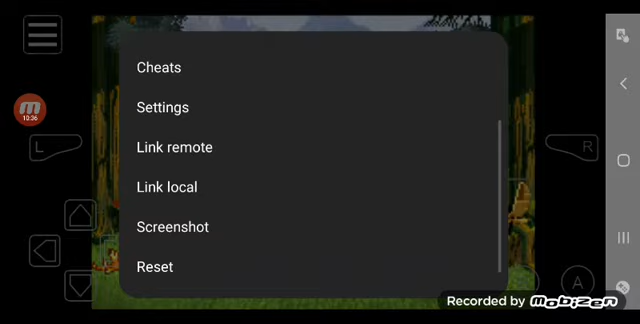 Cheats
Settings
10:36
Link remote
L
R
Link local
Screenshot
Reset
A
Recorded by Mobizen